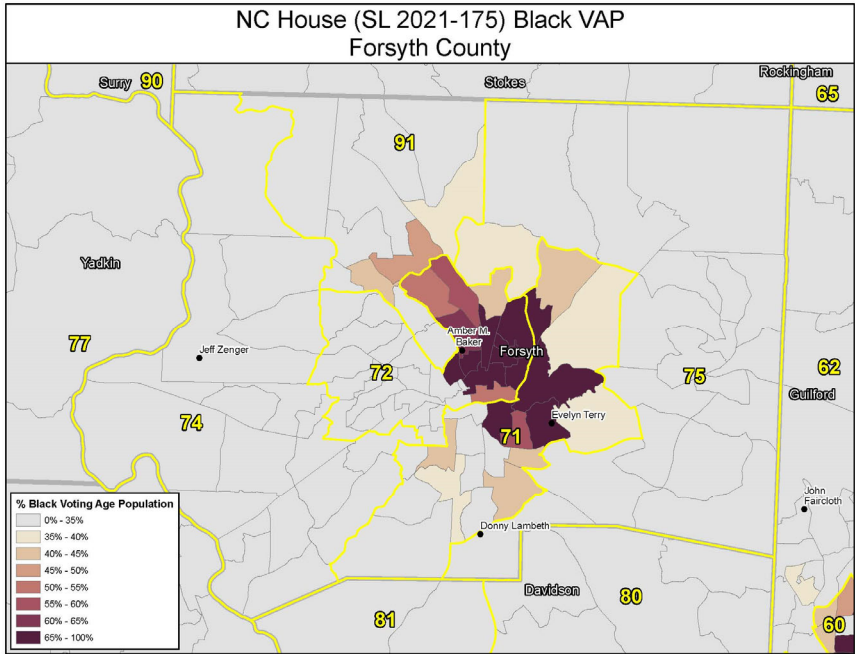 NC House (SL 2021-175) Black VAP
Forsyth County
Surry
90
Stokes
Rockingham
65
91
Yadkin
Amber M.
Baker
Forsyth
Jeff Zenger
77
72
75
62
Guilford
74
Evelyn Terry
71
John
Faircloth
Donny Lambeth
Davidson
80
81
60
% Black Voting Age Population
0% - 35%
35% - 40%
40% - 45%
45% - 50%
50% - 55%
55% - 60%
60% - 65%
65% - 100%